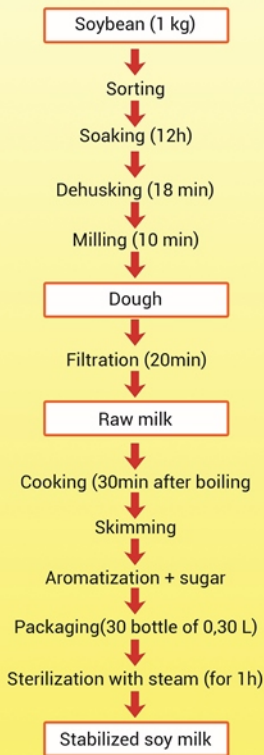 Soybean (1 kg)
Sorting
Soaking (12h)
Dehusking (18 min)
Milling (10 min)
Dough
Filtration (20min)
Raw milk
Cooking (30min after boiling
Skimming
Aromatization + sugar
Packaging(30 bottle of 0,30 L)
Sterilization with steam (for 1h)
Stabilized soy milk